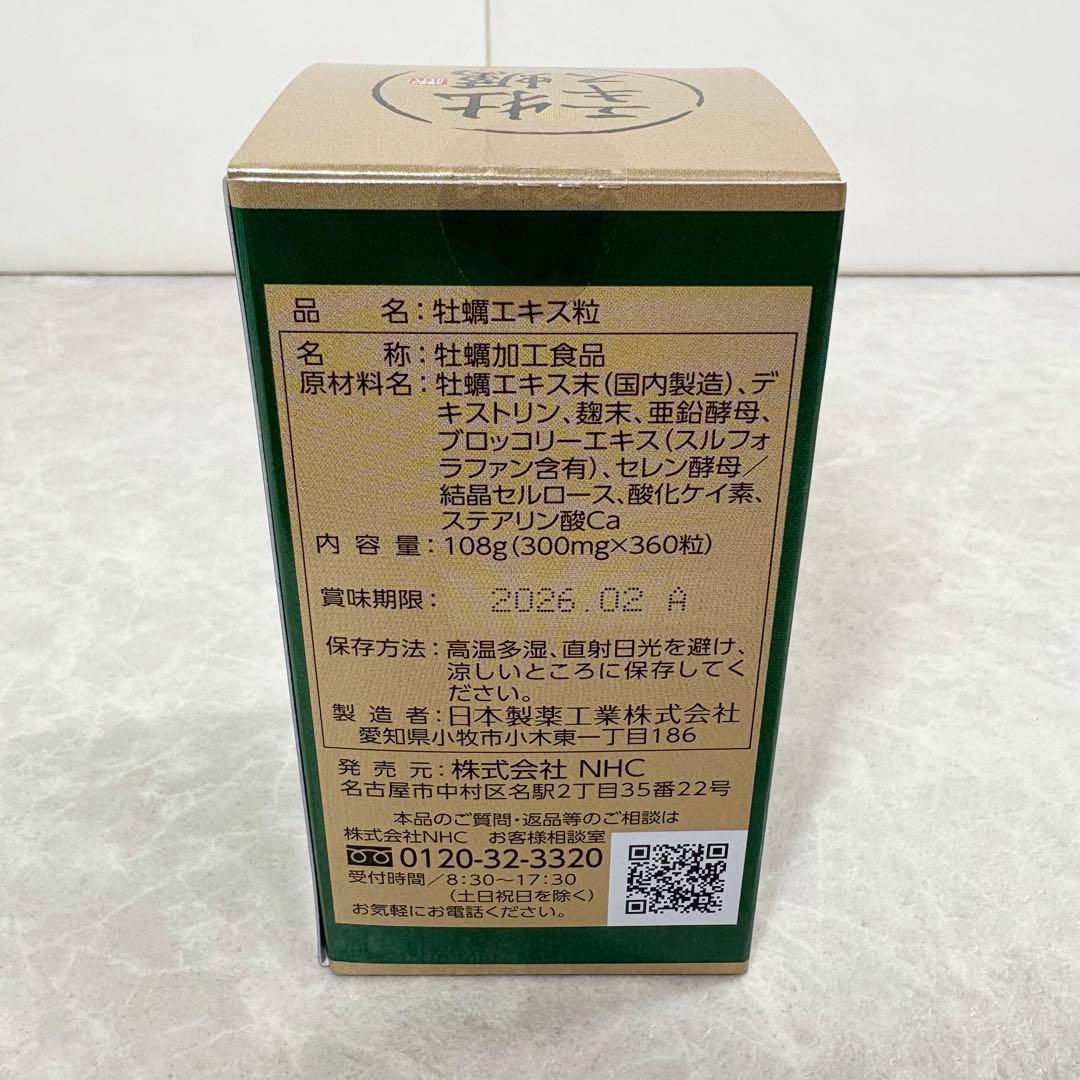 牡蠣
エキス
品名：牡蠣エキス粒
名称：牡蠣加工食品
原材料名：牡蠣エキス末（国内製造）、デ
キストリン、麹末、亜鉛酵母、
ブロッコリーエキス（スルフォ
ラファン含有）、セレン酵母／
結晶セルロース、酸化ケイ素、
ステアリン酸Ca
内容量：108g（300mg×360粒）
賞味期限：2026.02 A
保存方法：高温多湿、直射日光を避け、
涼しいところに保存してく
ださい。
製造者：日本製薬工業株式会社
愛知県小牧市小木東一丁目186
発売元：株式会社 NHC
名古屋市中村区名駅2丁目35番22号
本品のご質問・返品等のご相談は
株式会社NHC お客様相談室
0120-32-3320
受付時間／8:30～17:30
（土日祝日を除く）
お気軽にお電話ください。